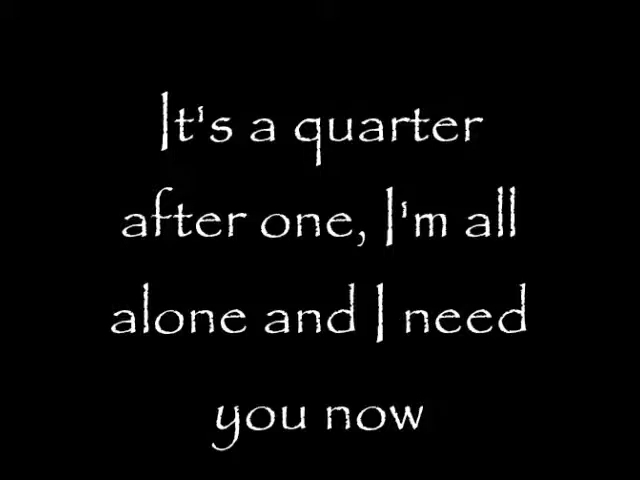 It's a quarter
after one, I'm all
alone and I need
you now